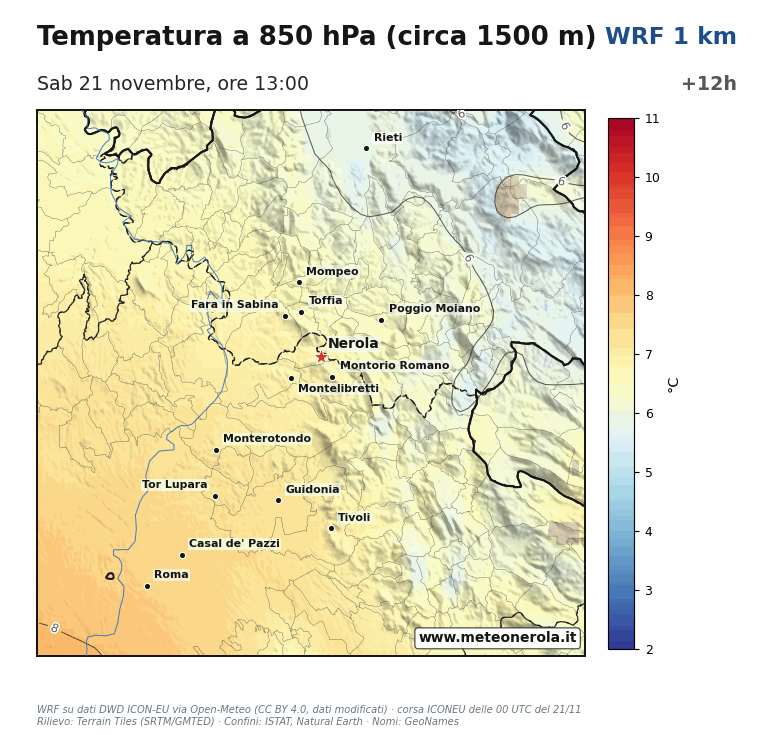 Temperatura a 850 hPa (circa 1500 m) WRF 1 km
Sab 21 novembre, ore 13:00 +12h
6
6
Rieti
6
6
Mompeo
Fara in Sabina
Toffia
Poggio Moiano
Nerola
Montorio Romano
Montelibretti
Monterotondo
Tor Lupara
Guidonia
Tivoli
Casal de' Pazzi
Roma
8
www.meteonerola.it
11
10
9
8
7
6
5
4
3
2
°C
WRF su dati DWD ICON-EU via Open-Meteo (CC BY 4.0, dati modificati) · corsa ICONEU delle 00 UTC del 21/11
Rilievo: Terrain Tiles (SRTM/GMTED) · Confini: ISTAT, Natural Earth · Nomi: GeoNames